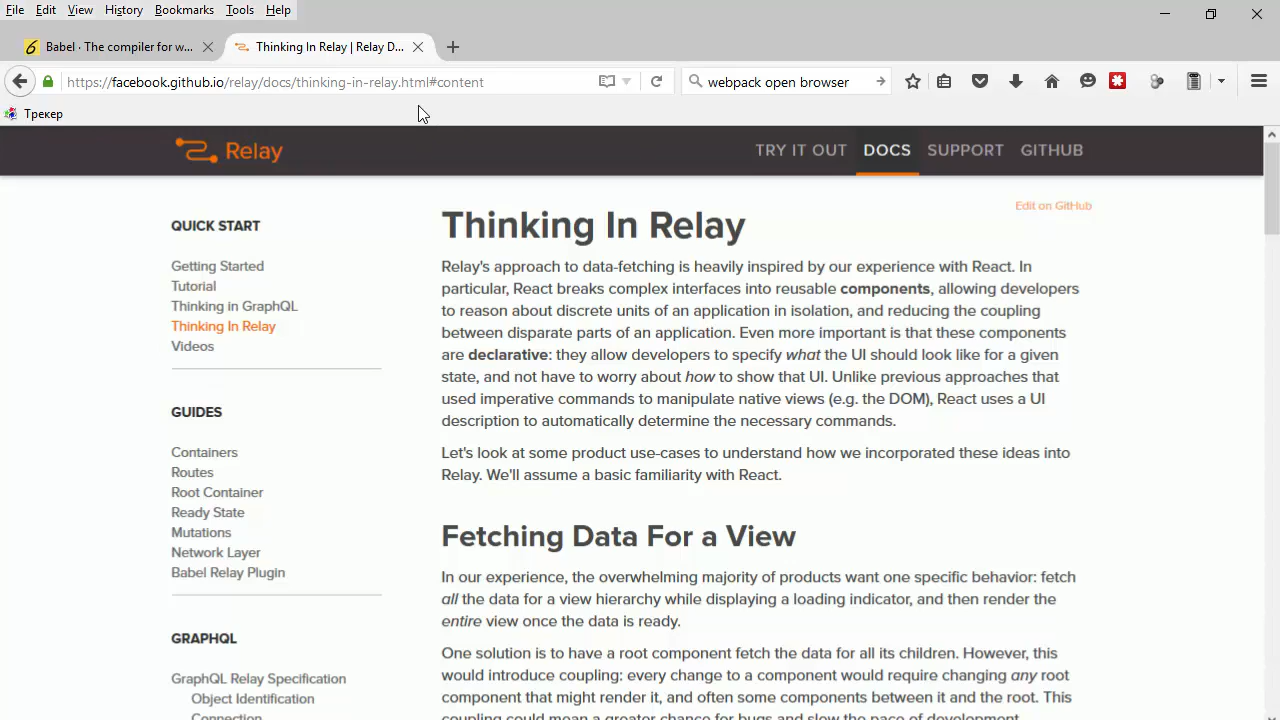 File Edit View History Bookmarks Tools Help
Babel · The compiler for w...
Thinking In Relay | Relay D...
https://facebook.github.io/relay/docs/thinking-in-relay.html#content
webpack open browser
Трекер
Relay
TRY IT OUT DOCS SUPPORT GITHUB
QUICK START
Getting Started
Tutorial
Thinking in GraphQL
Thinking In Relay
Videos
GUIDES
Containers
Routes
Root Container
Ready State
Mutations
Network Layer
Babel Relay Plugin
GRAPHQL
GraphQL Relay Specification
Object Identification
Connection
Edit on GitHub
Thinking In Relay
Relay's approach to data-fetching is heavily inspired by our experience with React. In
particular, React breaks complex interfaces into reusable components, allowing developers
to reason about discrete units of an application in isolation, and reducing the coupling
between disparate parts of an application. Even more important is that these components
are declarative: they allow developers to specify what the UI should look like for a given
state, and not have to worry about how to show that UI. Unlike previous approaches that
used imperative commands to manipulate native views (e.g. the DOM), React uses a UI
description to automatically determine the necessary commands.
Let's look at some product use-cases to understand how we incorporated these ideas into
Relay. We'll assume a basic familiarity with React.
Fetching Data For a View
In our experience, the overwhelming majority of products want one specific behavior: fetch
all the data for a view hierarchy while displaying a loading indicator, and then render the
entire view once the data is ready.
One solution is to have a root component fetch the data for all its children. However, this
would introduce coupling: every change to a component would require changing any root
component that might render it, and often some components between it and the root. This
coupling could mean a greater chance for bugs and slow the pace of development.